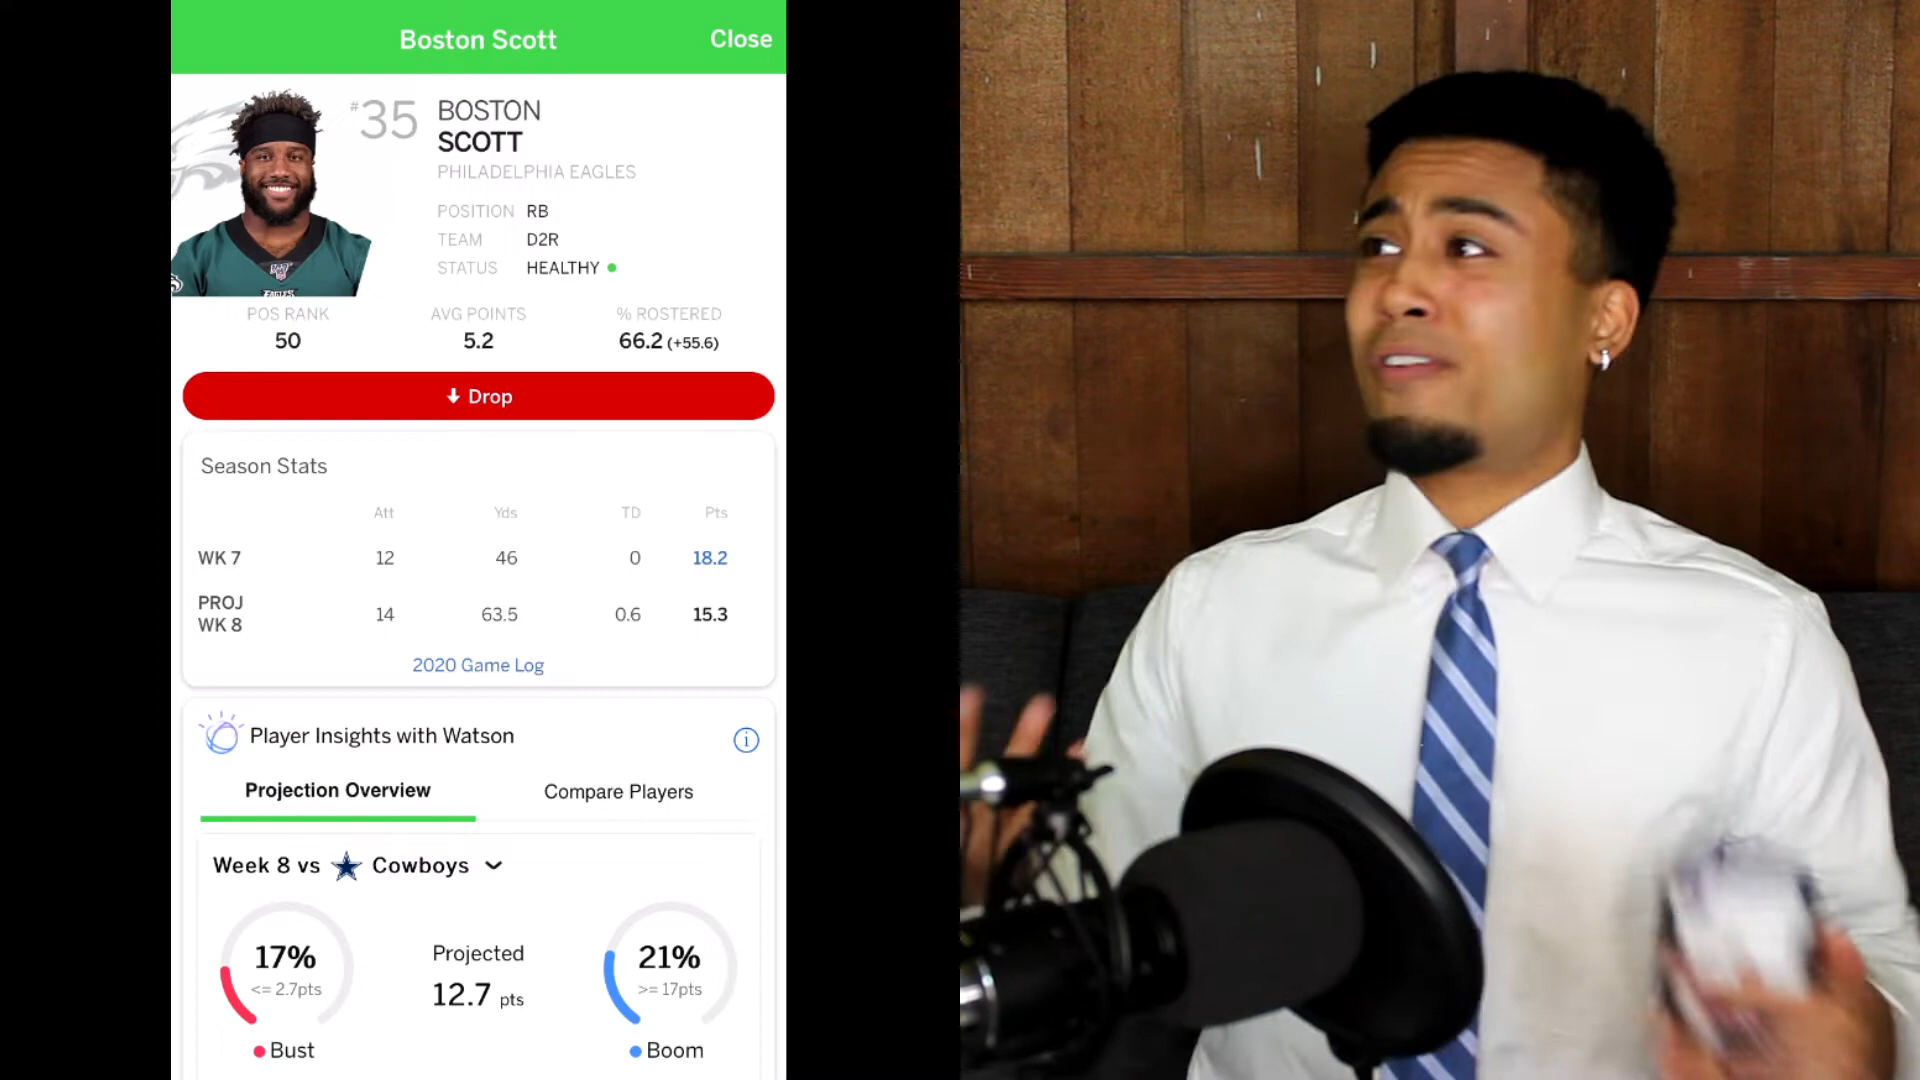 Boston Scott
Close
#35
BOSTON
SCOTT
PHILADELPHIA EAGLES
POSITION RB
TEAM D2R
STATUS HEALTHY
EAGLES
POS RANK
50
AVG POINTS
5.2
% ROSTERED
66.2 (+55.6)
Drop
Season Stats
Att Yds TD Pts
WK 7 12 46 0 18.2
PROJ
WK 8 14 63.5 0.6 15.3
2020 Game Log
Player Insights with Watson
Projection Overview
Compare Players
Week 8 vs Cowboys
17%
<= 2.7pts
Bust
Projected
12.7 pts
21%
>= 17pts
Boom